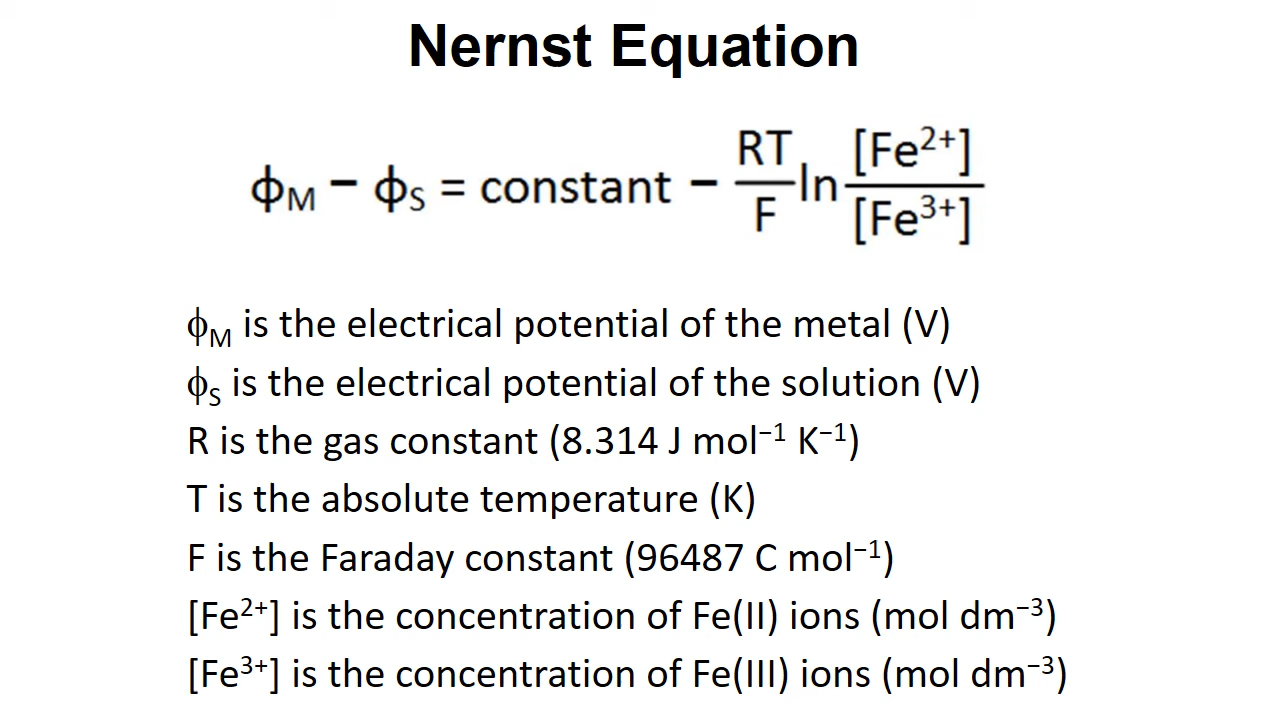 Nernst Equation
ϕM − ϕS = constant − RT/F ln [Fe²⁺]/[Fe³⁺]
ϕM is the electrical potential of the metal (V)
ϕS is the electrical potential of the solution (V)
R is the gas constant (8.314 J mol⁻¹ K⁻¹)
T is the absolute temperature (K)
F is the Faraday constant (96487 C mol⁻¹)
[Fe²⁺] is the concentration of Fe(II) ions (mol dm⁻³)
[Fe³⁺] is the concentration of Fe(III) ions (mol dm⁻³)